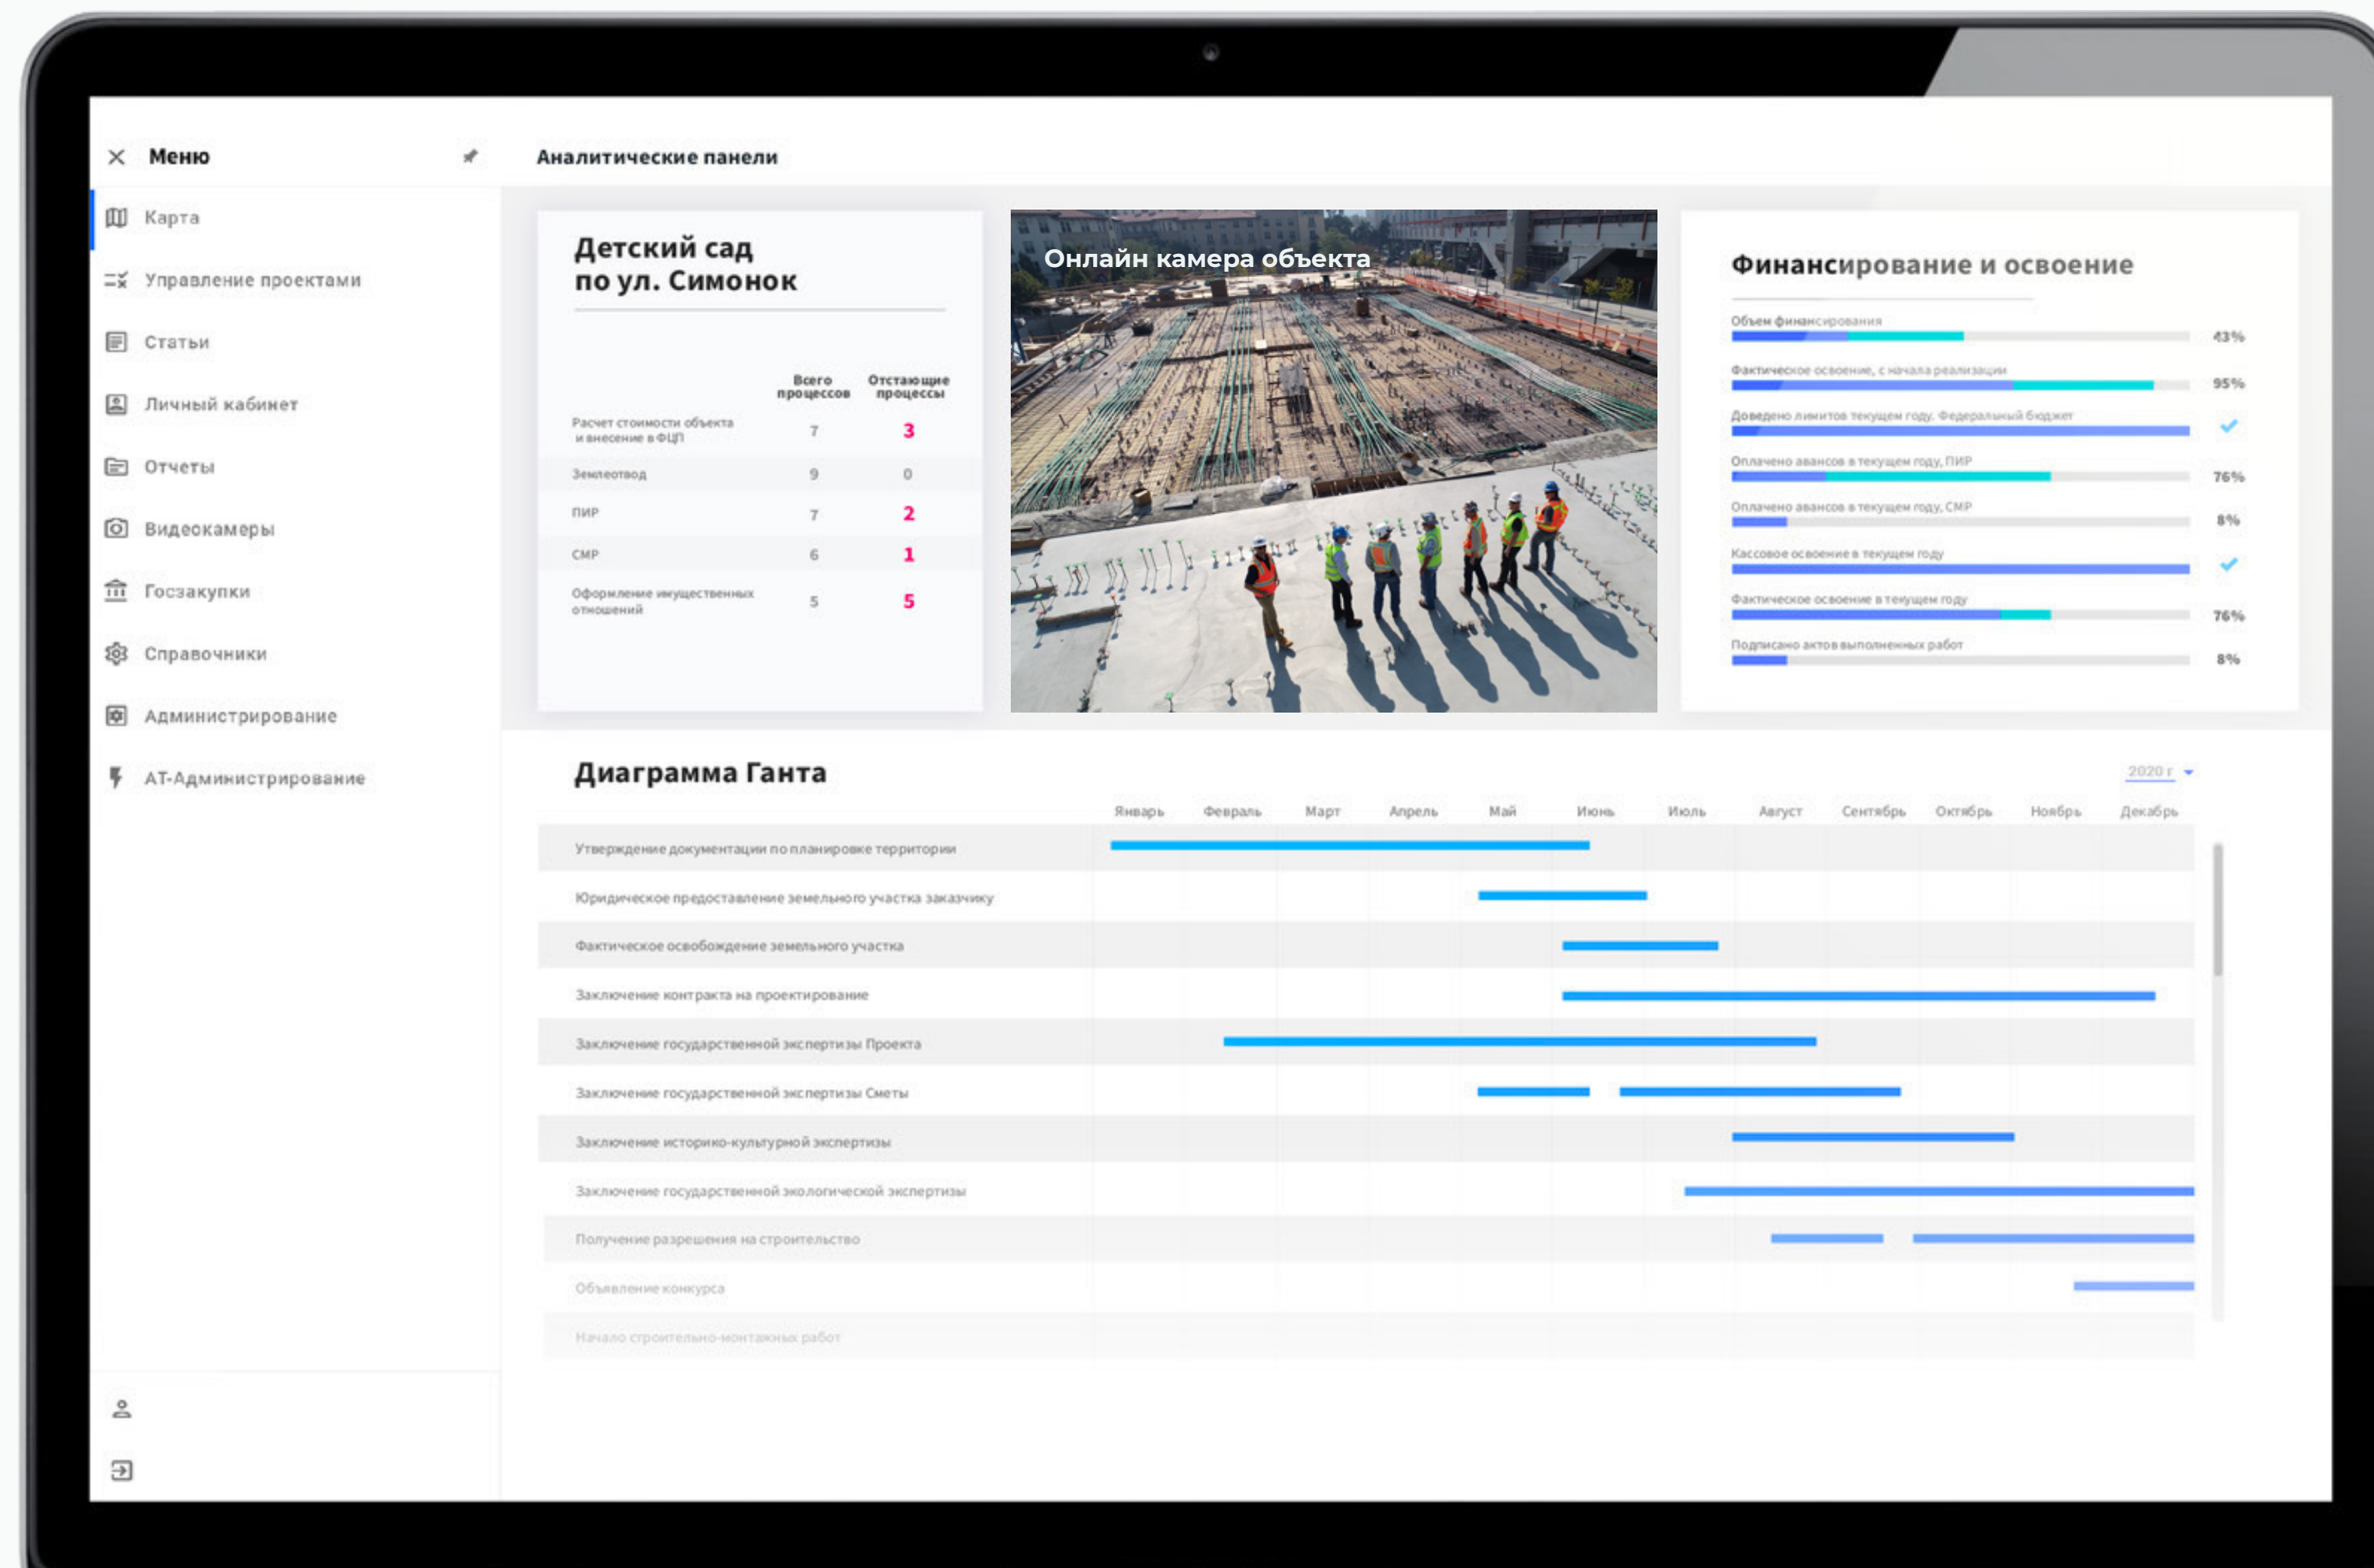 Меню
Карта
Управление проектами
Статьи
Личный кабинет
Отчеты
Видеокамеры
Госзакупки
Справочники
Администрирование
АТ-Администрирование
Аналитические панели
Детский сад
по ул. Симонок
Всего Отстающие
процессов процессы
Расчет стоимости объекта
и внесение в ФЦП 7 3
Землеотвод 9 0
ПИР 7 2
СМР 6 1
Оформление имущественных
отношений 5 5
Онлайн камера объекта
Финансирование и освоение
Объем финансирования
43%
Фактическое освоение, с начала реализации
95%
Доведено лимитов текущем году. Федеральный бюджет
Оплачено авансов в текущем году, ПИР
76%
Оплачено авансов в текущем году, СМР
8%
Кассовое освоение в текущем году
Фактическое освоение в текущем году
76%
Подписано актов выполненных работ
8%
Диаграмма Ганта
2020 г
Январь Февраль Март Апрель Май Июнь Июль Август Сентябрь Октябрь Ноябрь Декабрь
Утверждение документации по планировке территории
Юридическое предоставление земельного участка заказчику
Фактическое освобождение земельного участка
Заключение контракта на проектирование
Заключение государственной экспертизы Проекта
Заключение государственной экспертизы Сметы
Заключение историко-культурной экспертизы
Заключение государственной экологической экспертизы
Получение разрешения на строительство
Объявление конкурса
Начало строительно-монтажных работ